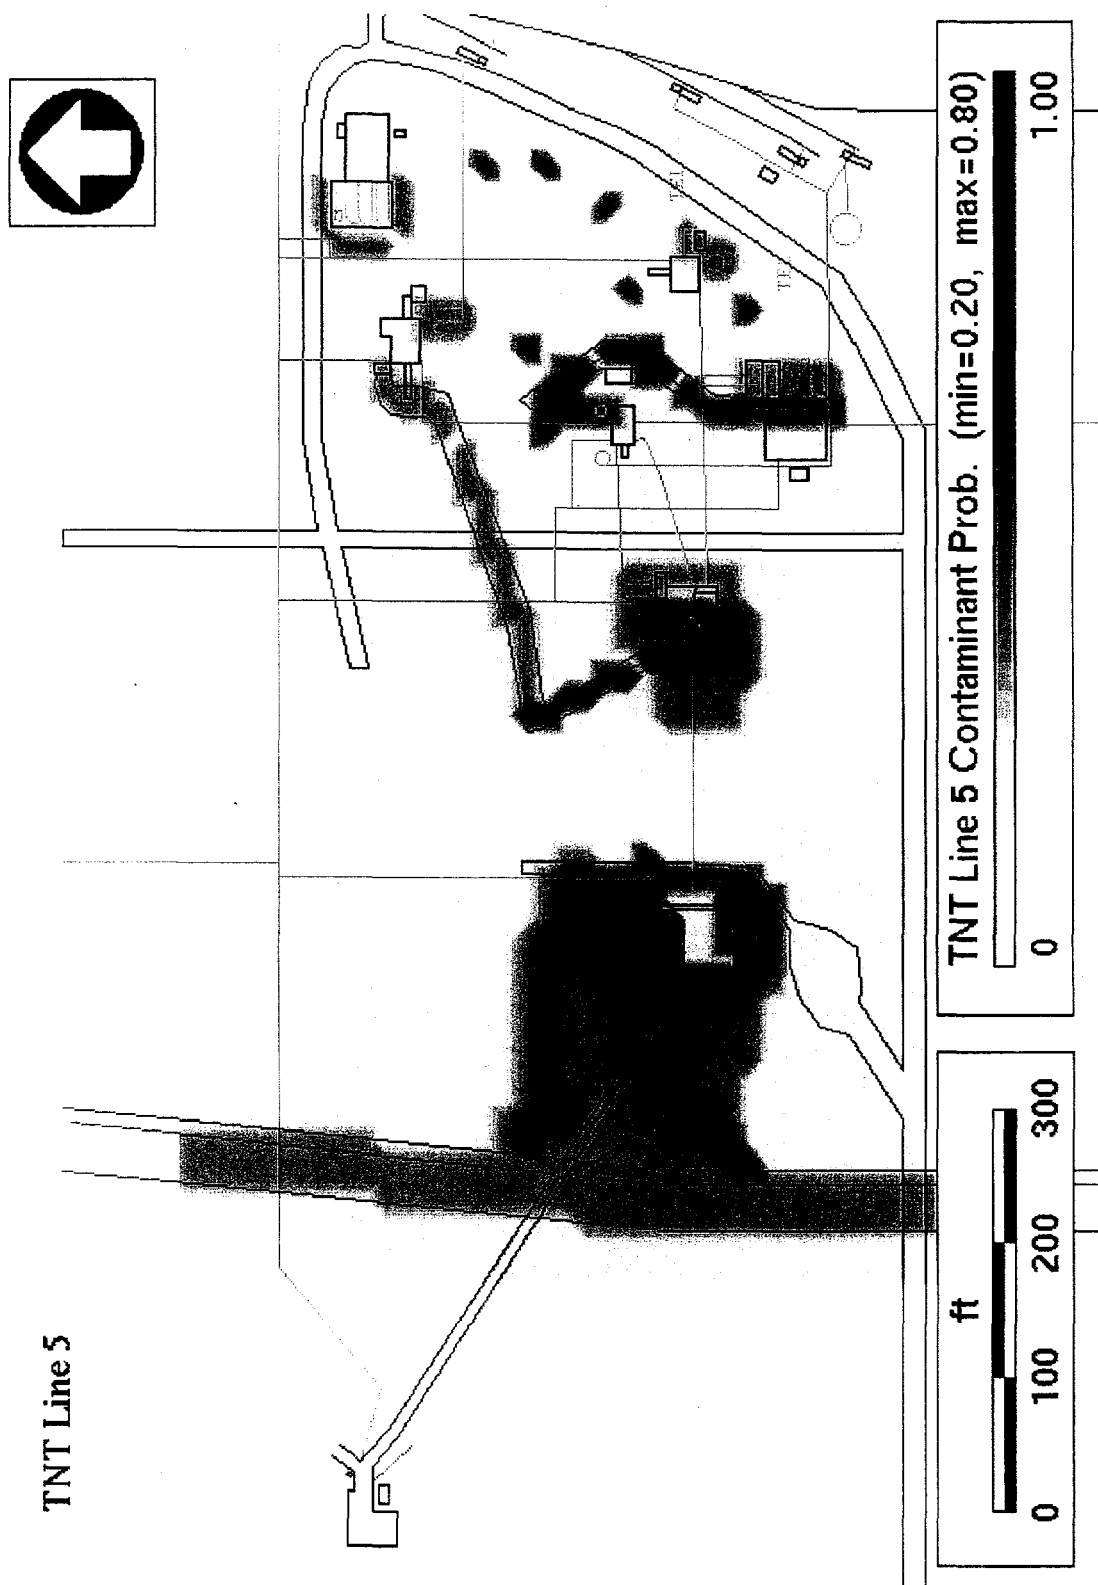 TNT Line 5
ft
0 100 200 300
TNT Line 5 Contaminant Prob. (min=0.20, max=0.80)
0 1.00